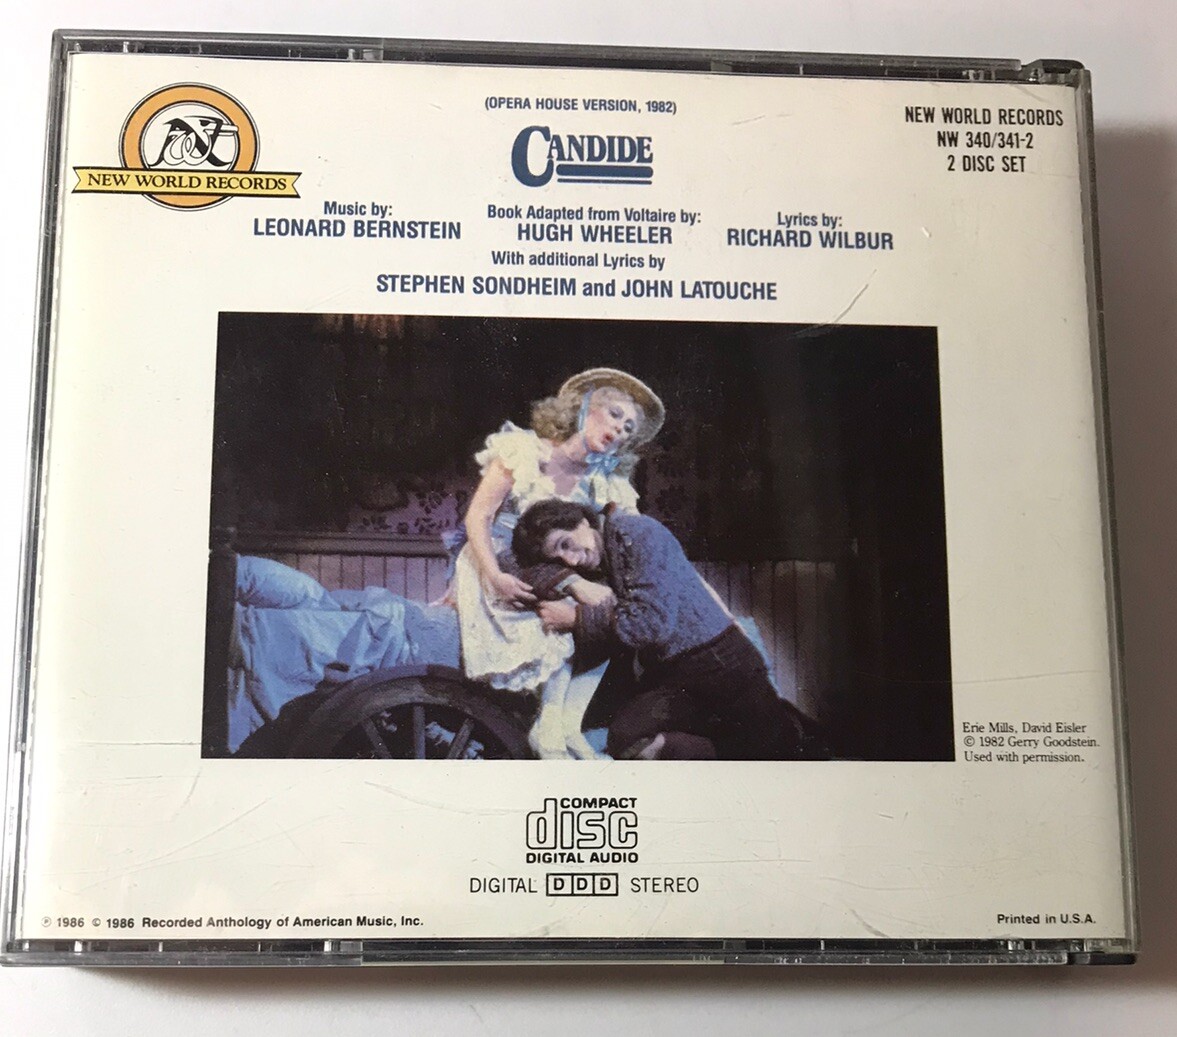 (OPERA HOUSE VERSION, 1982)
CANDIDE
NEW WORLD RECORDS
NEW WORLD RECORDS
NW 340/341-2
2 DISC SET
Music by:
LEONARD BERNSTEIN
Book Adapted from Voltaire by:
HUGH WHEELER
Lyrics by:
RICHARD WILBUR
With additional Lyrics by
STEPHEN SONDHEIM and JOHN LATOUCHE
Erie Mills, David Eisler
© 1982 Gerry Goodstein.
Used with permission.
COMPACT
disc
DIGITAL AUDIO
DIGITAL DDD STEREO
℗ 1986 © 1986 Recorded Anthology of American Music, Inc.
Printed in U.S.A.